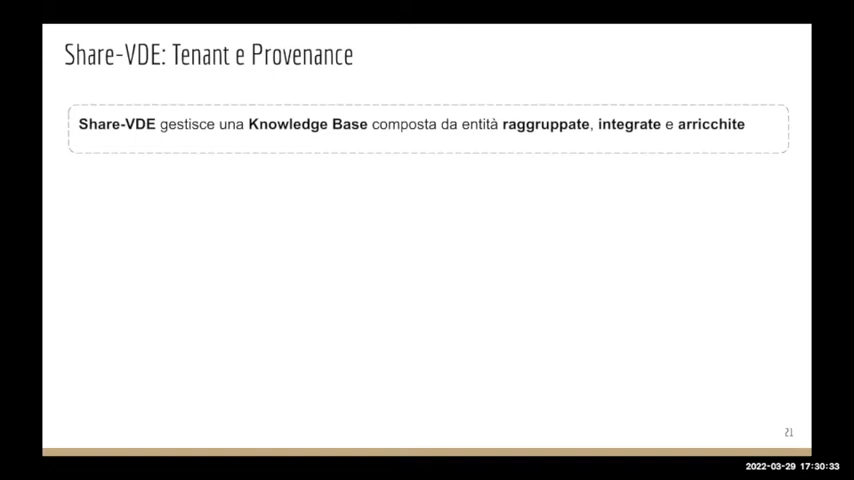 Share-VDE: Tenant e Provenance
Share-VDE gestisce una Knowledge Base composta da entità raggruppate, integrate e arricchite
21
2022-03-29 17:30:33